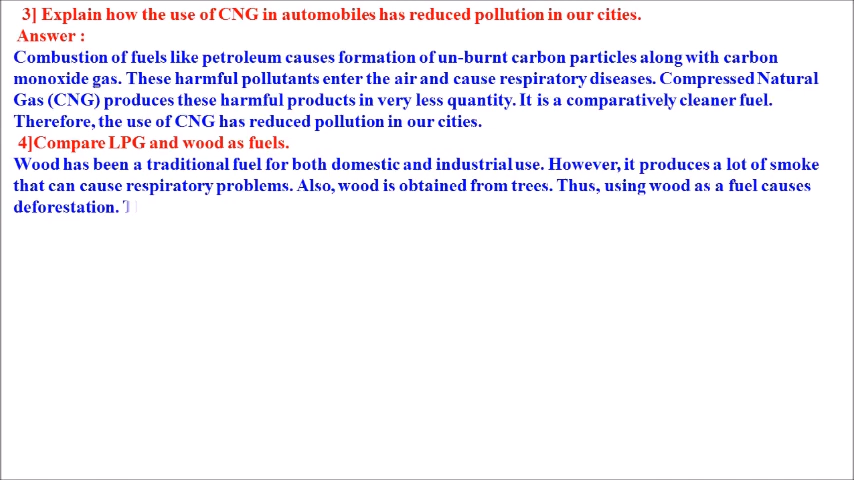 3] Explain how the use of CNG in automobiles has reduced pollution in our cities.
Answer :
Combustion of fuels like petroleum causes formation of un-burnt carbon particles along with carbon
monoxide gas. These harmful pollutants enter the air and cause respiratory diseases. Compressed Natural
Gas (CNG) produces these harmful products in very less quantity. It is a comparatively cleaner fuel.
Therefore, the use of CNG has reduced pollution in our cities.
4]Compare LPG and wood as fuels.
Wood has been a traditional fuel for both domestic and industrial use. However, it produces a lot of smoke
that can cause respiratory problems. Also, wood is obtained from trees. Thus, using wood as a fuel causes
deforestation.